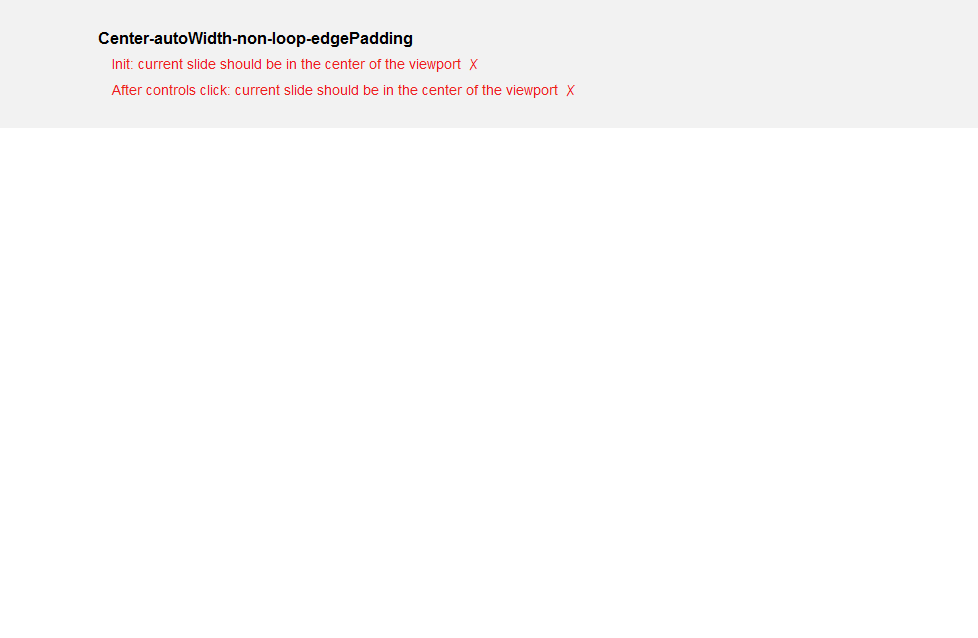 Center-autoWidth-non-loop-edgePadding
Init: current slide should be in the center of the viewport ✗
After controls click: current slide should be in the center of the viewport ✗